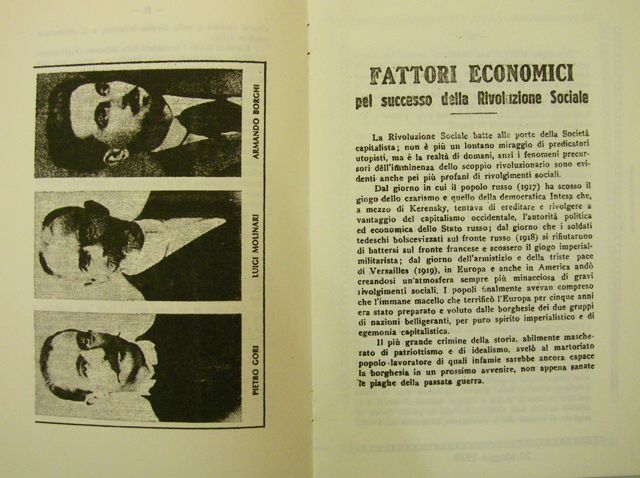 ARMANDO BORGHI
LUIGI MOLINARI
PIETRO GORI
FATTORI ECONOMICI
pel successo della Rivoluzione Sociale
La Rivoluzione Sociale batte alle porte della Società
capitalista; non è più un lontano miraggio di predicatori
utopisti, ma è la realtà di domani, anzi i fenomeni precur-
sori dell'imminenza dello scoppio rivoluzionario sono evi-
denti anche pei più profani di rivolgimenti sociali.
Dal giorno in cui il popolo russo (1917) ha scosso il
giogo dello czarismo e quello della democratica Intesa che,
a mezzo di Kerensky, tentava di ereditare e rivolgere a
vantaggio del capitalismo occidentale, l'autorità politica
ed economica dello Stato russo; dal giorno che i soldati
tedeschi bolscevizzati sul fronte russo (1918) si rifiutarono
di battersi sul fronte francese e scossero il giogo imperial-
militarista; dal giorno dell'armistizio e della triste pace
di Versailles (1919), in Europa e anche in America andò
creandosi un'atmosfera sempre più minacciosa di gravi
rivolgimenti sociali. I popoli finalmente avevan compreso
che l'immane macello che terrificò l'Europa per cinque anni
era stato preparato e voluto dalle borghesie dei due gruppi
di nazioni belligeranti, per puro spirito imperialistico e di
egemonia capitalistica.
Il più grande crimine della storia, abilmente masche-
rato di patriottismo e di idealismo, svelò al martoriato
popolo lavoratore di quali infamie sarebbe ancora capace
la borghesia in un prossimo avvenire, non appena sanate
le piaghe della passata guerra.